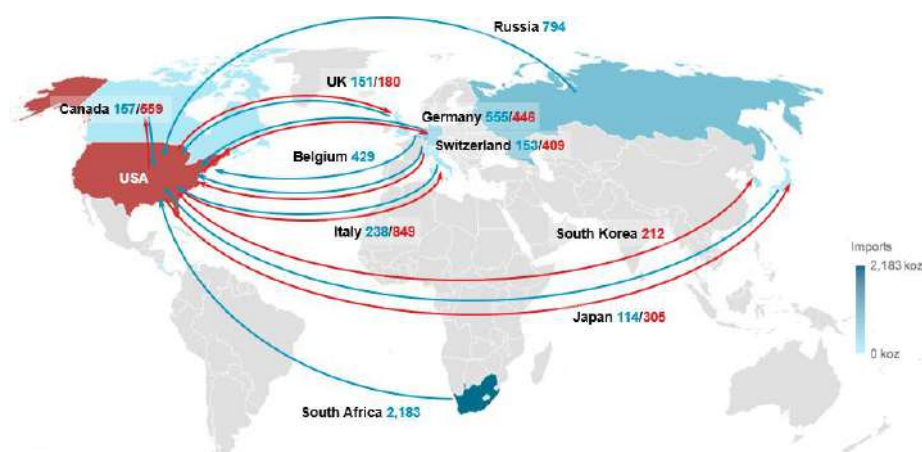 Russia 794
UK 151/180
Canada 157/559
Germany 555/446
Switzerland 153/409
Belgium 429
USA
Italy 238/849
South Korea 212
Imports
2,183 koz
Japan 114/305
0 koz
South Africa 2,183